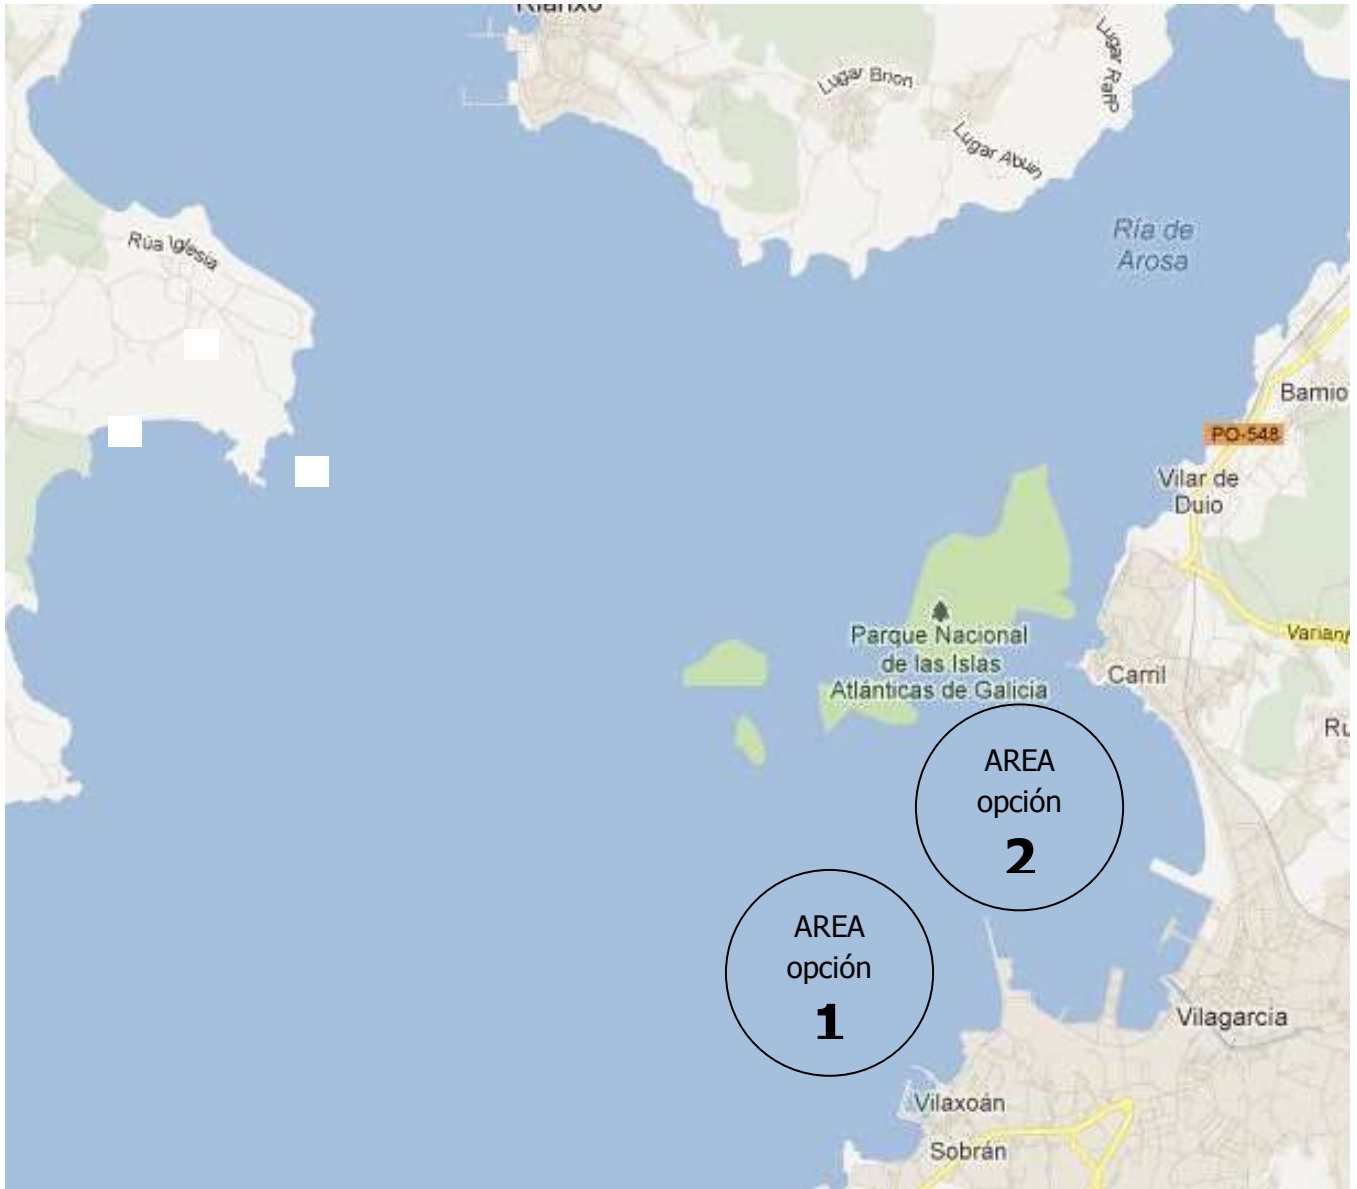 Rianxo
Lugar Brion
Lugar Abuin
Ría de
Arosa
Rúa Iglesia
Bamio
PO-548
Vilar de
Duio
Parque Nacional
de las Islas
Atlánticas de Galicia
Carril
AREA
opción
2
AREA
opción
1
Vilagarcia
Vilaxoán
Sobrán